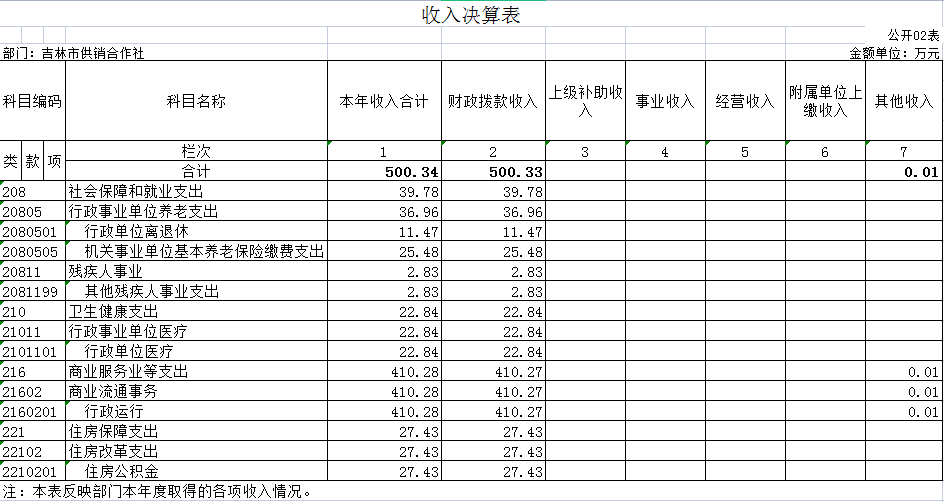 收入决算表
公开02表
部门：吉林市供销合作社 金额单位：万元
科目编码 科目名称 本年收入合计 财政拨款收入 上级补助收入 事业收入 经营收入 附属单位上缴收入 其他收入
类 款 项 栏次 1 2 3 4 5 6 7
合计 500.34 500.33 0.01
208 社会保障和就业支出 39.78 39.78
20805 行政事业单位养老支出 36.96 36.96
2080501 行政单位离退休 11.47 11.47
2080505 机关事业单位基本养老保险缴费支出 25.48 25.48
20811 残疾人事业 2.83 2.83
2081199 其他残疾人事业支出 2.83 2.83
210 卫生健康支出 22.84 22.84
21011 行政事业单位医疗 22.84 22.84
2101101 行政单位医疗 22.84 22.84
216 商业服务业等支出 410.28 410.27 0.01
21602 商业流通事务 410.28 410.27 0.01
2160201 行政运行 410.28 410.27 0.01
221 住房保障支出 27.43 27.43
22102 住房改革支出 27.43 27.43
2210201 住房公积金 27.43 27.43
注：本表反映部门本年度取得的各项收入情况。